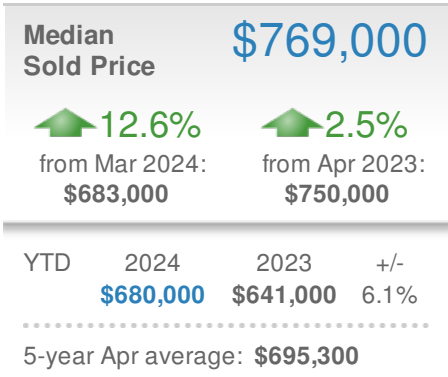 Median $769,000
Sold Price
12.6% 2.5%
from Mar 2024: from Apr 2023:
$683,000 $750,000
YTD 2024 2023 +/-
$680,000 $641,000 6.1%
5-year Apr average: $695,300